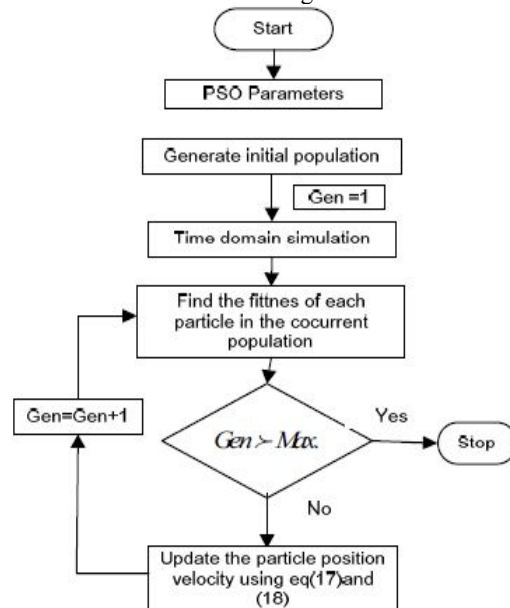 Start
PSO Parameters
Generate initial population
Gen =1
Time domain simulation
Find the fittnes of each
particle in the cocurrent
population
Gen=Gen+1
Gen ≻ Max.
Yes
Stop
No
Update the particle position
velocity using eq(17)and
(18)